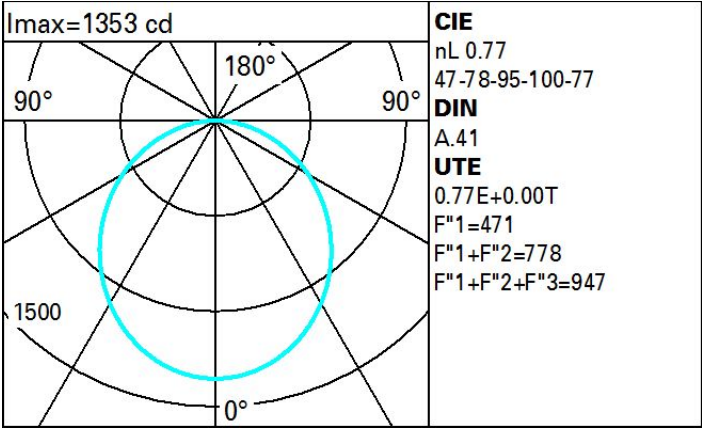 Imax=1353 cd
180°
90°
90°
1500
0°
CIE
nL 0.77
47-78-95-100-77
DIN
A.41
UTE
0.77E+0.00T
F"1=471
F"1+F"2=778
F"1+F"2+F"3=947